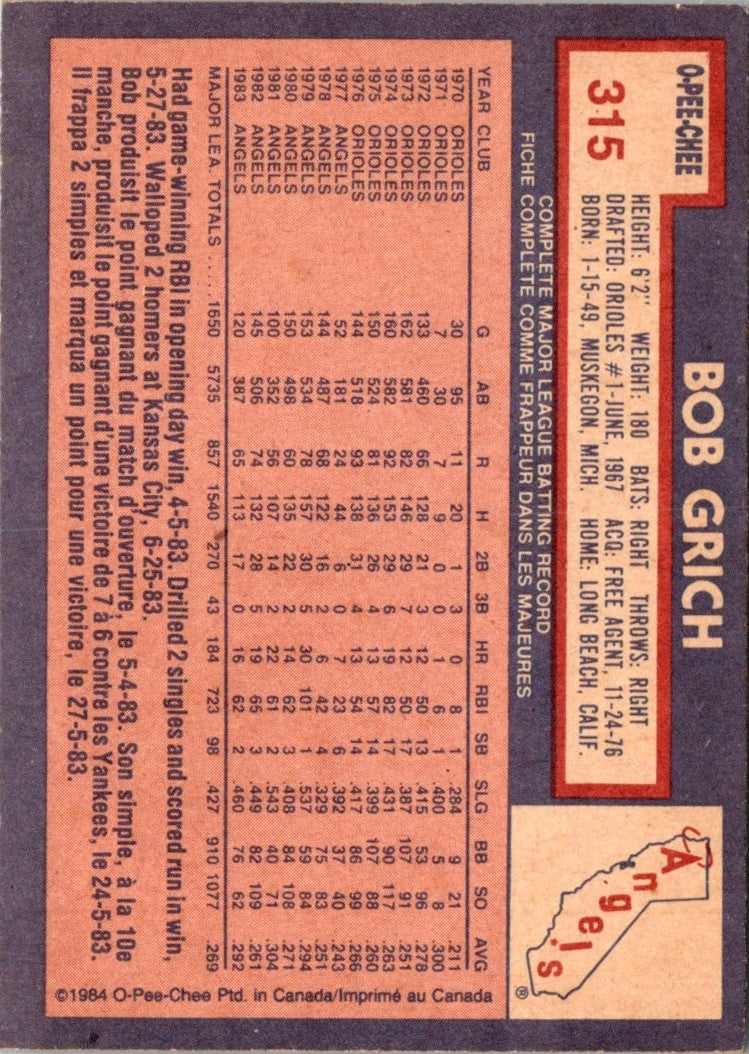 O-PEE-CHEE
315
BOB GRICH
HEIGHT: 6'2" WEIGHT: 180 BATS: RIGHT THROWS: RIGHT
DRAFTED: ORIOLES #1-JUNE, 1967 ACQ: FREE AGENT, 11-24-76
BORN: 1-15-49, MUSKEGON, MICH. HOME: LONG BEACH, CALIF.
Angels
®
COMPLETE MAJOR LEAGUE BATTING RECORD
FICHE COMPLETE COMME FRAPPEUR DANS LES MAJEURES
YEAR CLUB G AB R H 2B 3B HR RBI SB SLG BB SO AVG
1970 ORIOLES 30 95 11 20 1 3 0 8 1 .284 9 21 .211
1971 ORIOLES 7 30 7 9 0 0 1 6 1 .400 5 8 .300
1972 ORIOLES 133 460 66 128 21 3 12 50 13 .415 53 96 .278
1973 ORIOLES 162 581 82 146 29 7 12 50 17 .387 107 91 .251
1974 ORIOLES 160 582 92 153 29 6 19 82 17 .431 90 117 .263
1975 ORIOLES 150 524 81 136 26 4 13 57 14 .399 107 88 .260
1976 ORIOLES 144 518 93 138 31 4 13 54 14 .417 86 99 .266
1977 ANGELS 52 181 24 44 6 0 7 23 6 .392 37 40 .243
1978 ANGELS 144 487 68 122 16 2 6 42 4 .329 75 83 .251
1979 ANGELS 153 534 78 157 30 5 30 101 1 .537 59 84 .294
1980 ANGELS 150 498 60 135 22 2 14 62 3 .408 84 108 .271
1981 ANGELS 100 352 56 107 14 2 22 61 2 .543 40 71 .304
1982 ANGELS 145 506 74 132 28 5 19 65 3 .449 82 109 .261
1983 ANGELS 120 387 65 113 17 0 16 62 2 .460 76 62 .292
MAJOR LEA. TOTALS ..... 1650 5735 857 1540 270 43 184 723 98 .427 910 1077 .269
Had game-winning RBI in opening day win, 4-5-83. Drilled 2 singles and scored run in win,
5-27-83. Walloped 2 homers at Kansas City, 6-25-83.
Bob produisit le point gagnant du match d'ouverture, le 5-4-83. Son simple, à la 10e
manche, produisit le point gagnant d'une victoire de 7 à 6 contre les Yankees, le 24-5-83.
Il frappa 2 simples et marqua un point pour une victoire, le 27-5-83.
©1984 O-Pee-Chee Ptd. in Canada/Imprimé au Canada